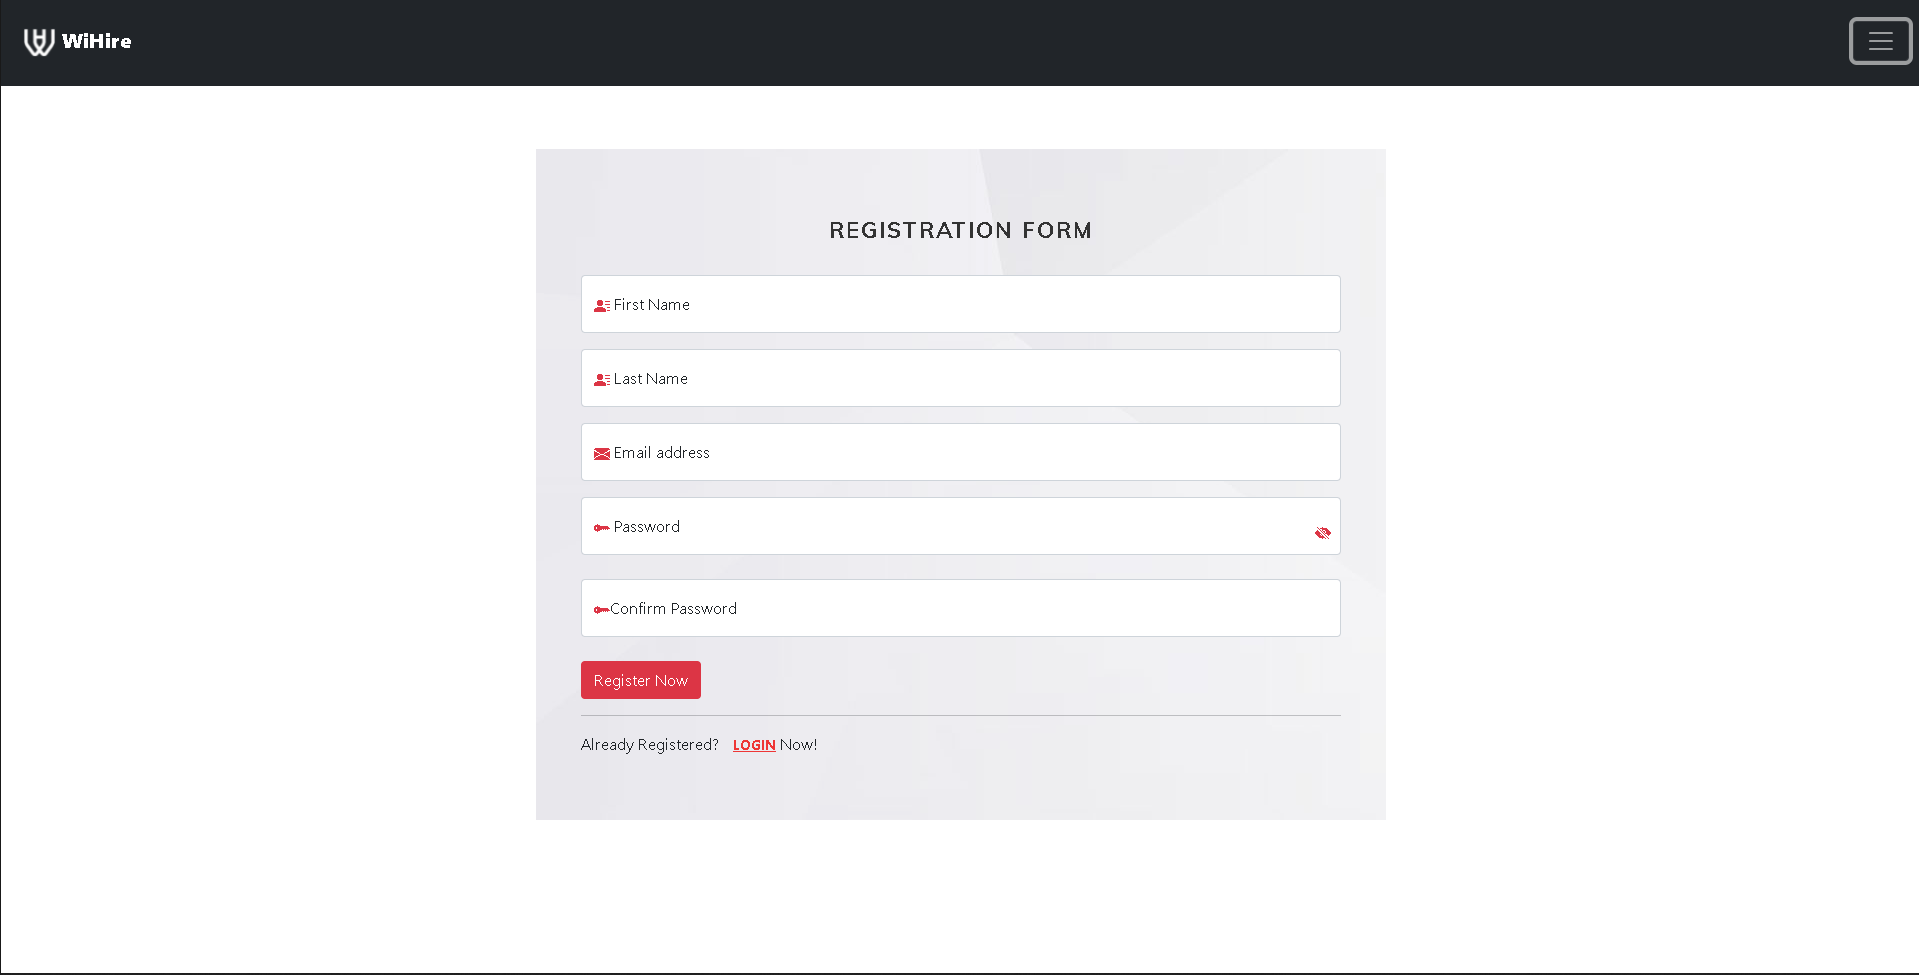 WiHire
REGISTRATION FORM
First Name
Last Name
Email address
Password
Confirm Password
Register Now
Already Registered? LOGIN Now!